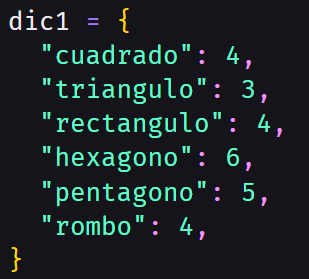 dic1 = {
  "cuadrado": 4,
  "triangulo": 3,
  "rectangulo": 4,
  "hexagono": 6,
  "pentagono": 5,
  "rombo": 4,
}